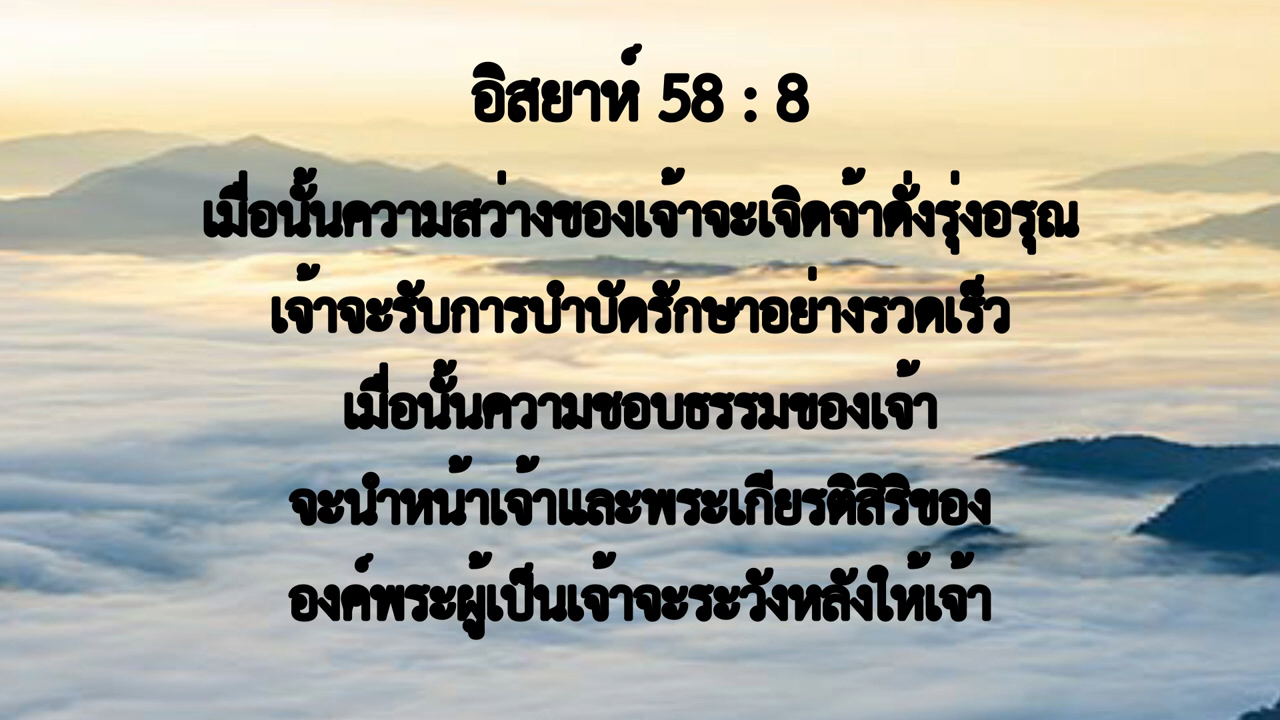 อิสยาห์ 58 : 8
เมื่อนั้นความสว่างของเจ้าจะเจิดจ้าดั่งรุ่งอรุณ
เจ้าจะรับการบำบัดรักษาอย่างรวดเร็ว
เมื่อนั้นความชอบธรรมของเจ้า
จะนำหน้าเจ้าและพระเกียรติสิริของ
องค์พระผู้เป็นเจ้าจะระวังหลังให้เจ้า